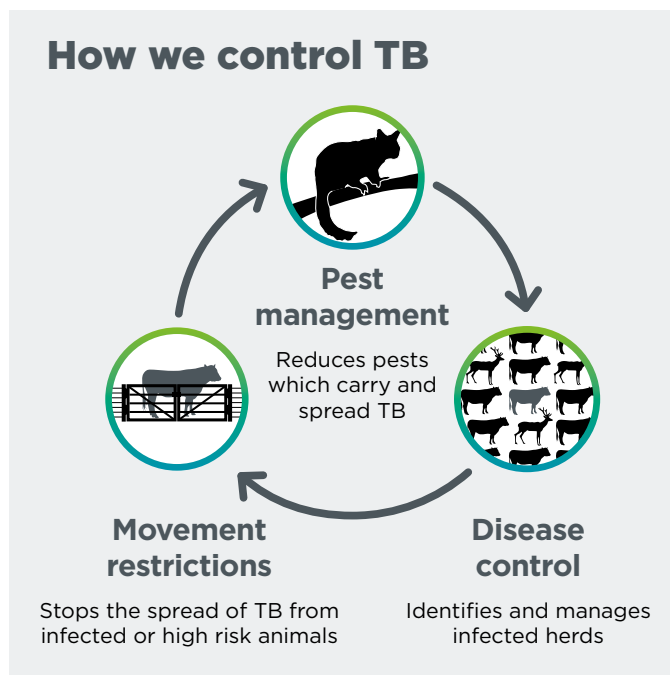 How we control TB
Pest
management
Reduces pests
which carry and
spread TB
Movement
restrictions
Stops the spread of TB from
infected or high risk animals
Disease
control
Identifies and manages
infected herds